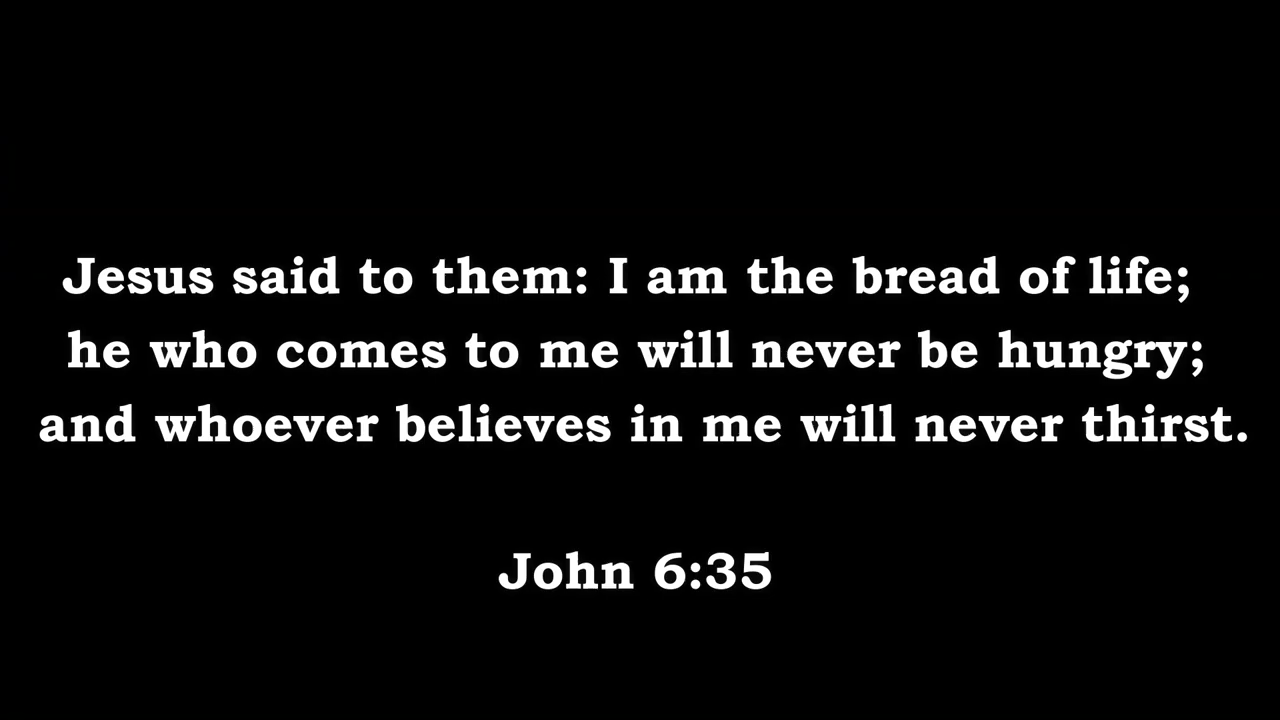 Jesus said to them: I am the bread of life;
he who comes to me will never be hungry;
and whoever believes in me will never thirst.
John 6:35